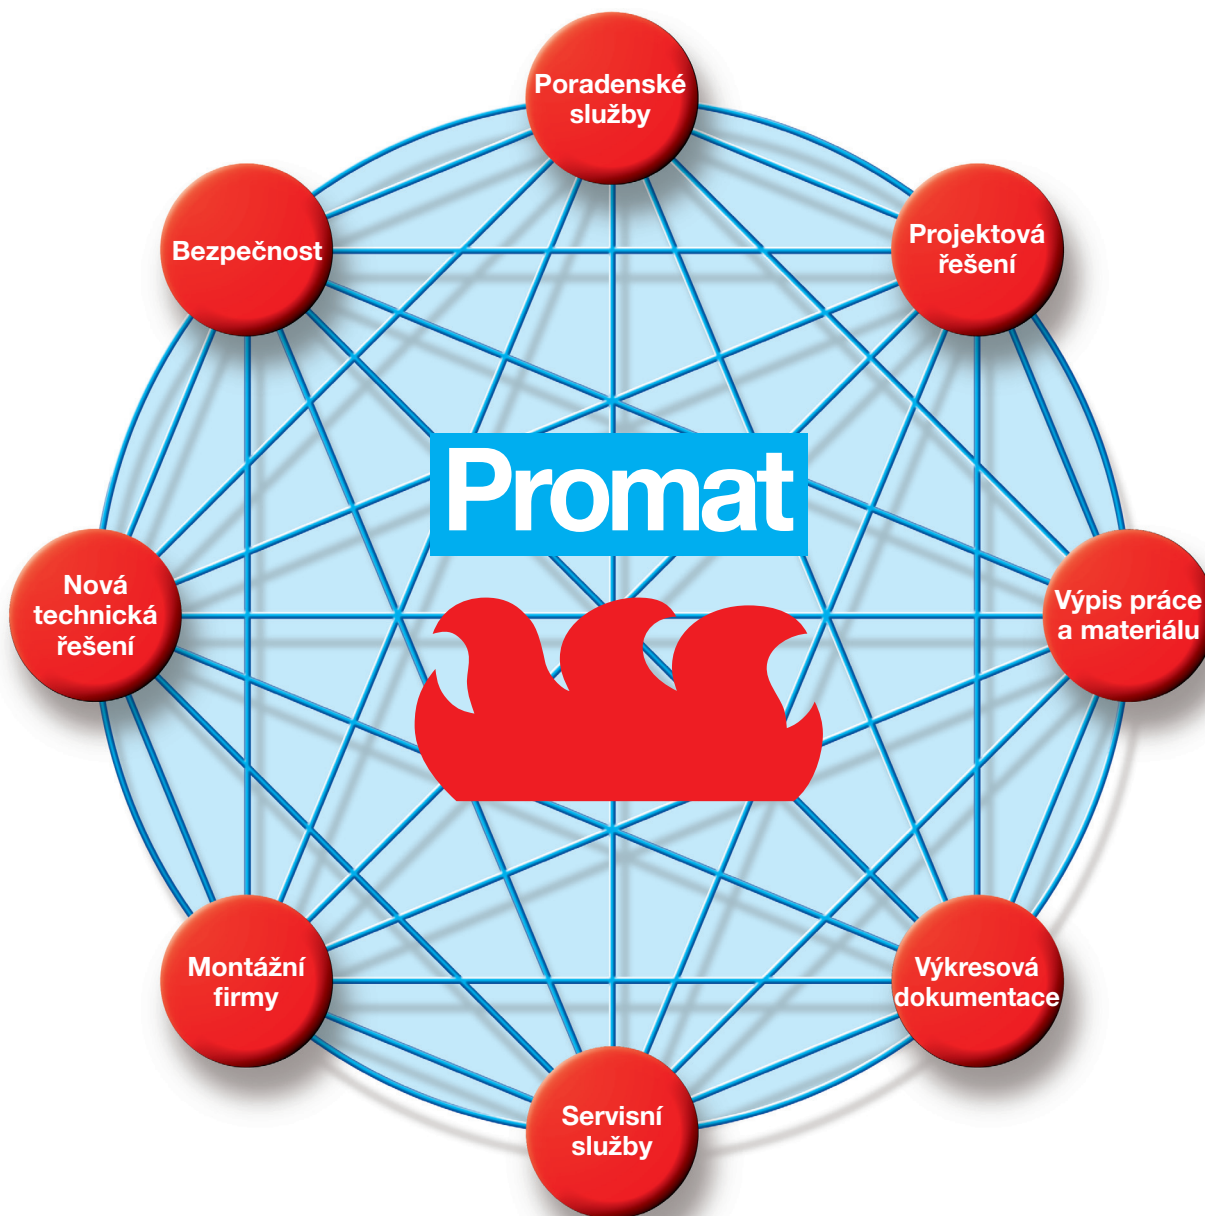 Poradenské
služby
Bezpečnost
Projektová
řešení
Promat
Nová
technická
řešení
Výpis práce
a materiálu
Montážní
firmy
Výkresová
dokumentace
Servisní
služby